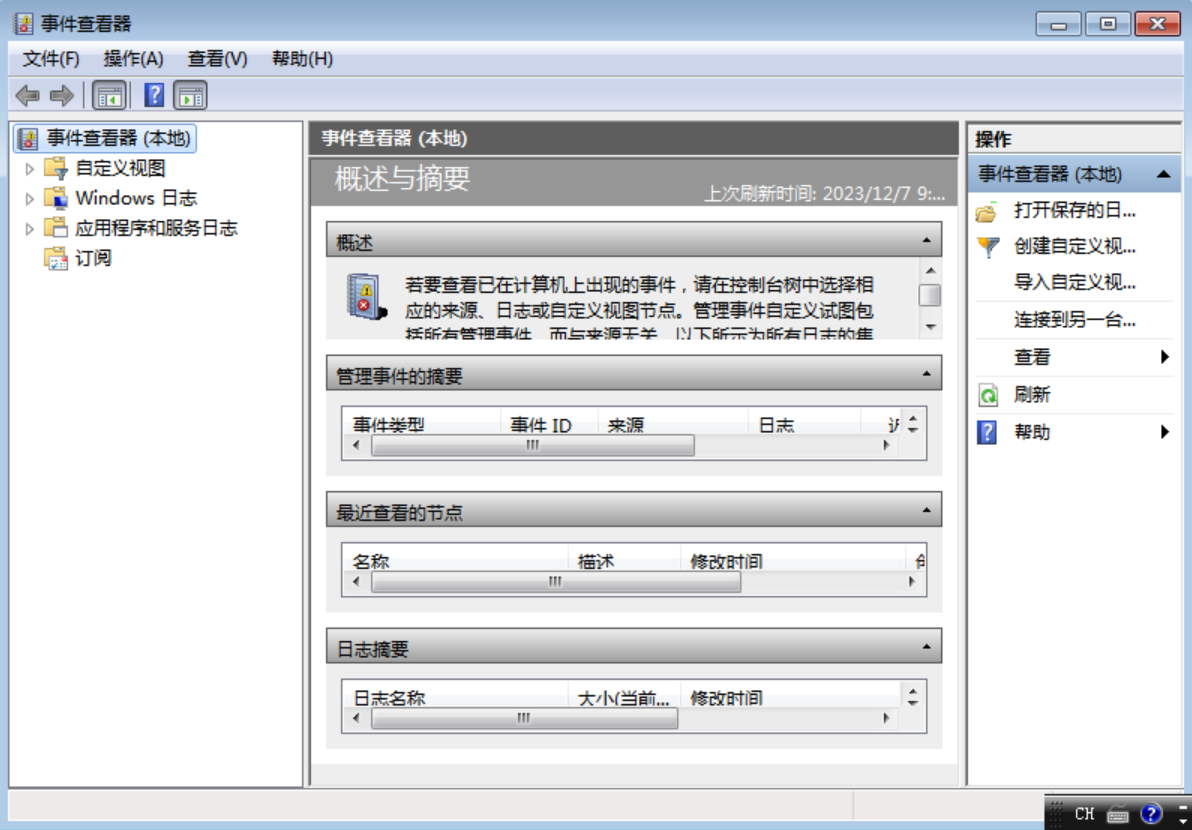 事件查看器
文件(F) 操作(A) 查看(V) 帮助(H)
事件查看器 (本地)
自定义视图
Windows 日志
应用程序和服务日志
订阅
事件查看器 (本地)
概述与摘要
上次刷新时间: 2023/12/7 9:...
概述
若要查看已在计算机上出现的事件，请在控制台树中选择相
应的来源、日志或自定义视图节点。管理事件自定义试图包
括所有管理事件，而与来源无关。以下所示为所有日志的集
管理事件的摘要
事件类型 事件 ID 来源 日志
最近查看的节点
名称 描述 修改时间
日志摘要
日志名称 大小(当前... 修改时间
操作
事件查看器 (本地)
打开保存的日...
创建自定义视...
导入自定义视...
连接到另一台...
查看
刷新
帮助
CH